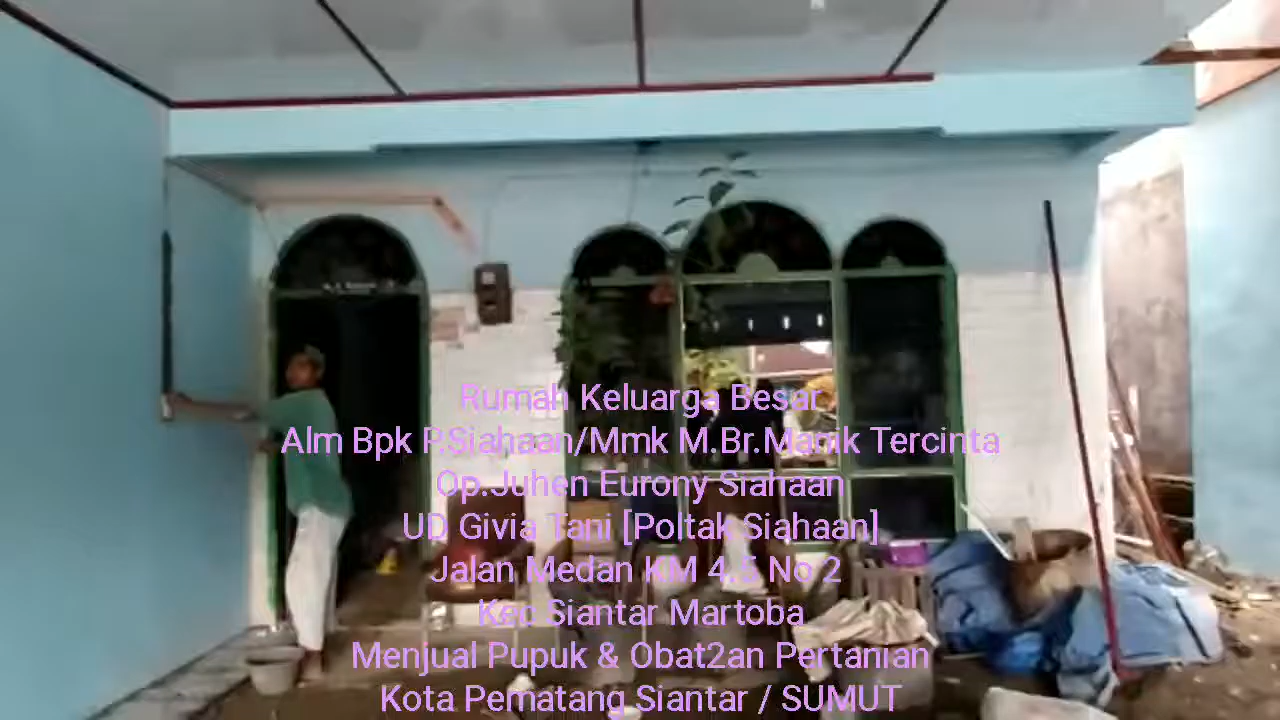 Rumah Keluarga Besar
Alm Bpk P.Siahaan/Mmk M.Br.Manik Tercinta
Op.Juhen Eurony Siahaan
UD Givia Tani [Poltak Siahaan]
Jalan Medan KM 4.5 No 2
Kec Siantar Martoba
Menjual Pupuk & Obat2an Pertanian
Kota Pematang Siantar / SUMUT